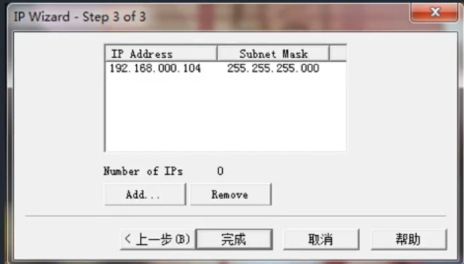 IP Wizard - Step 3 of 3
IP Address Subnet Mask
192.168.000.104 255.255.255.000
Number of IPs 0
Add... Remove
< 上一步(B) 完成 取消 帮助